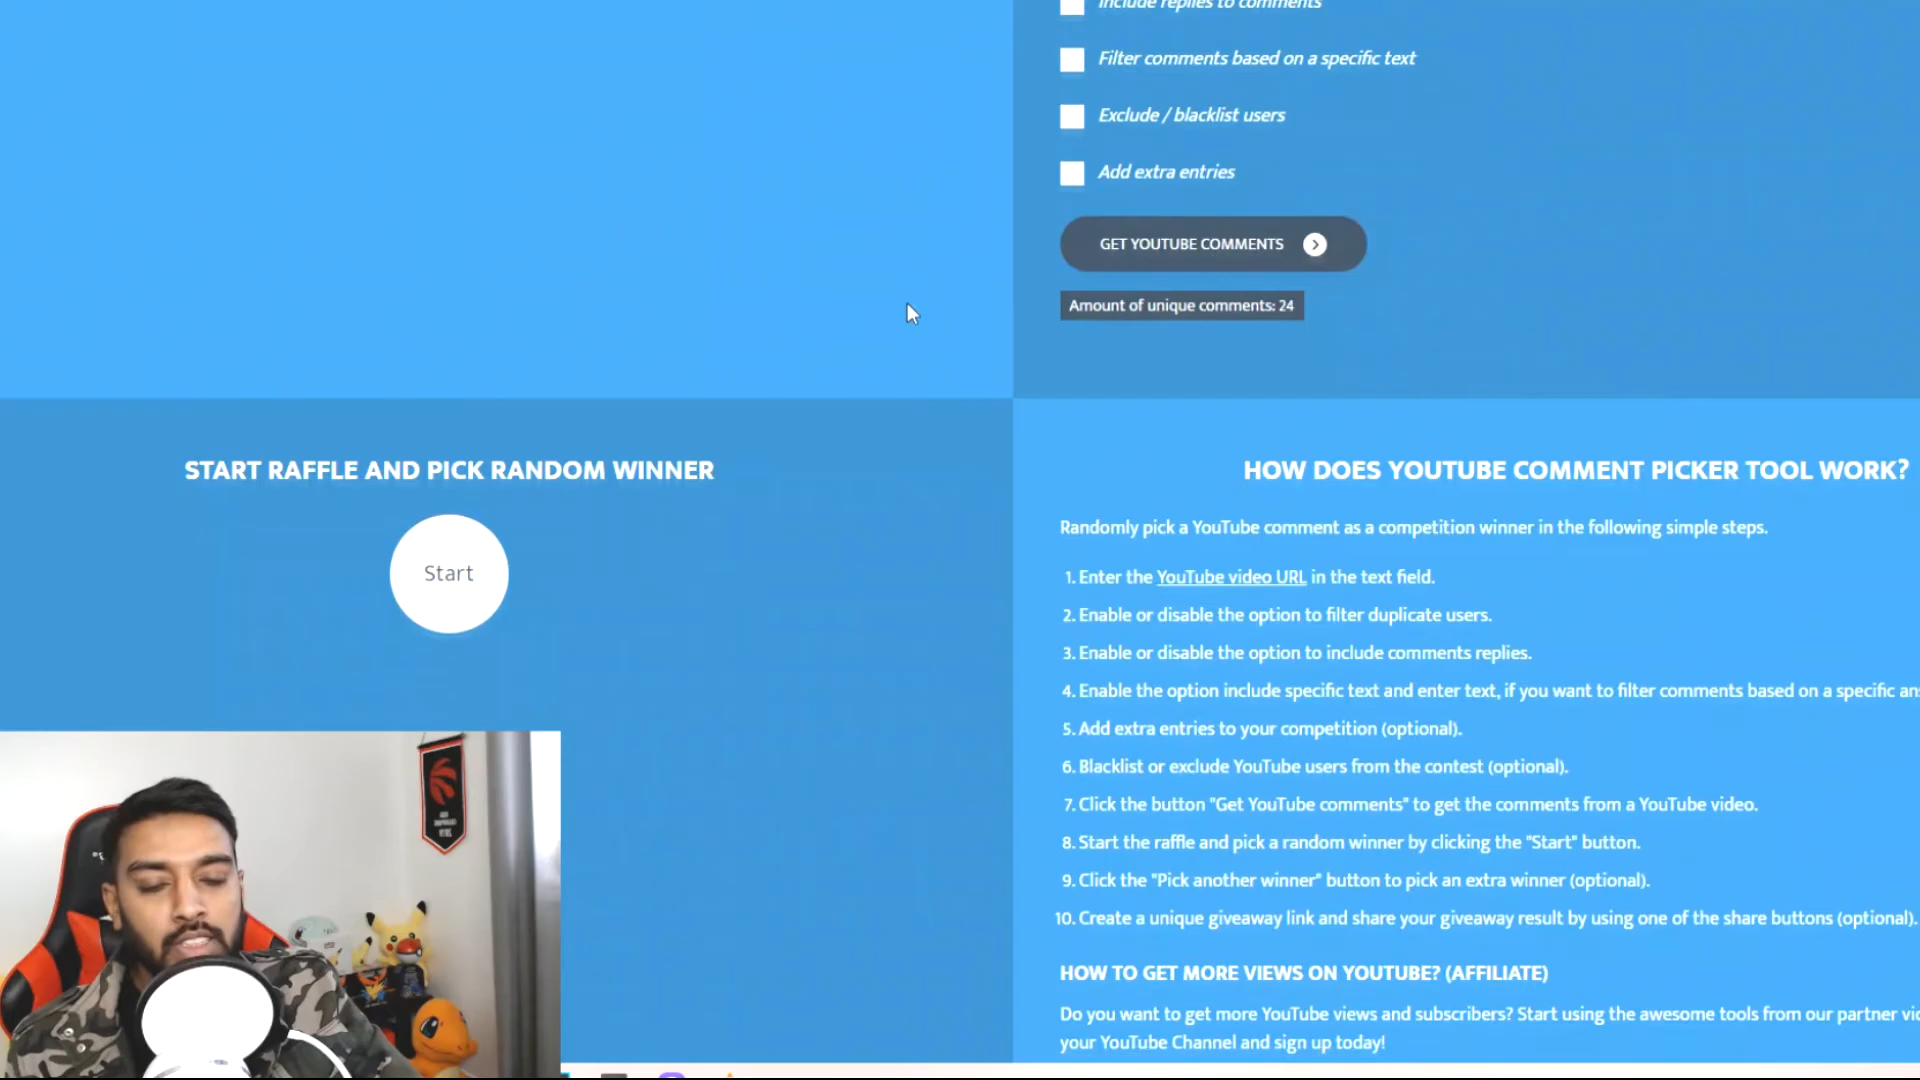 Include replies to comments
Filter comments based on a specific text
Exclude / blacklist users
Add extra entries
GET YOUTUBE COMMENTS
Amount of unique comments: 24
START RAFFLE AND PICK RANDOM WINNER
Start
HOW DOES YOUTUBE COMMENT PICKER TOOL WORK?
Randomly pick a YouTube comment as a competition winner in the following simple steps.
1. Enter the YouTube video URL in the text field.
2. Enable or disable the option to filter duplicate users.
3. Enable or disable the option to include comments replies.
4. Enable the option include specific text and enter text, if you want to filter comments based on a specific
5. Add extra entries to your competition (optional).
6. Blacklist or exclude YouTube users from the contest (optional).
7. Click the button "Get YouTube comments" to get the comments from a YouTube video.
8. Start the raffle and pick a random winner by clicking the "Start" button.
9. Click the "Pick another winner" button to pick an extra winner (optional).
10. Create a unique giveaway link and share your giveaway result by using one of the share buttons (optional).
HOW TO GET MORE VIEWS ON YOUTUBE? (AFFILIATE)
Do you want to get more YouTube views and subscribers? Start using the awesome tools from our partner
your YouTube Channel and sign up today!